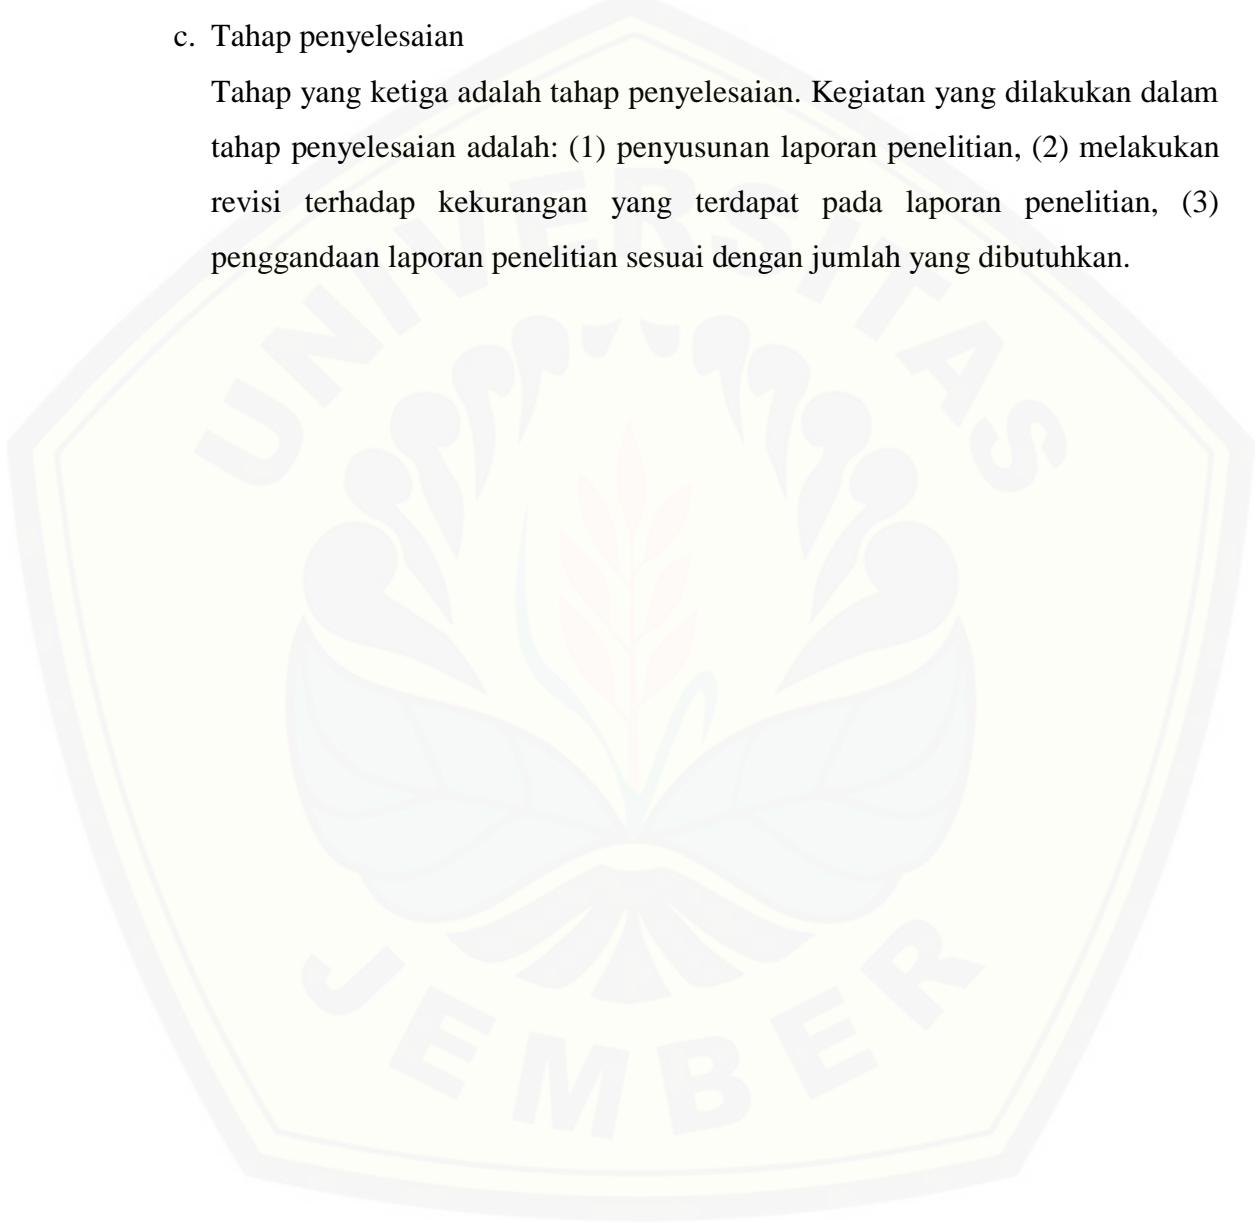 c. Tahap penyelesaian
Tahap yang ketiga adalah tahap penyelesaian. Kegiatan yang dilakukan dalam
tahap penyelesaian adalah: (1) penyusunan laporan penelitian, (2) melakukan
revisi terhadap kekurangan yang terdapat pada laporan penelitian, (3)
penggandaan laporan penelitian sesuai dengan jumlah yang dibutuhkan.
UNIVERSITAS
JEMBER